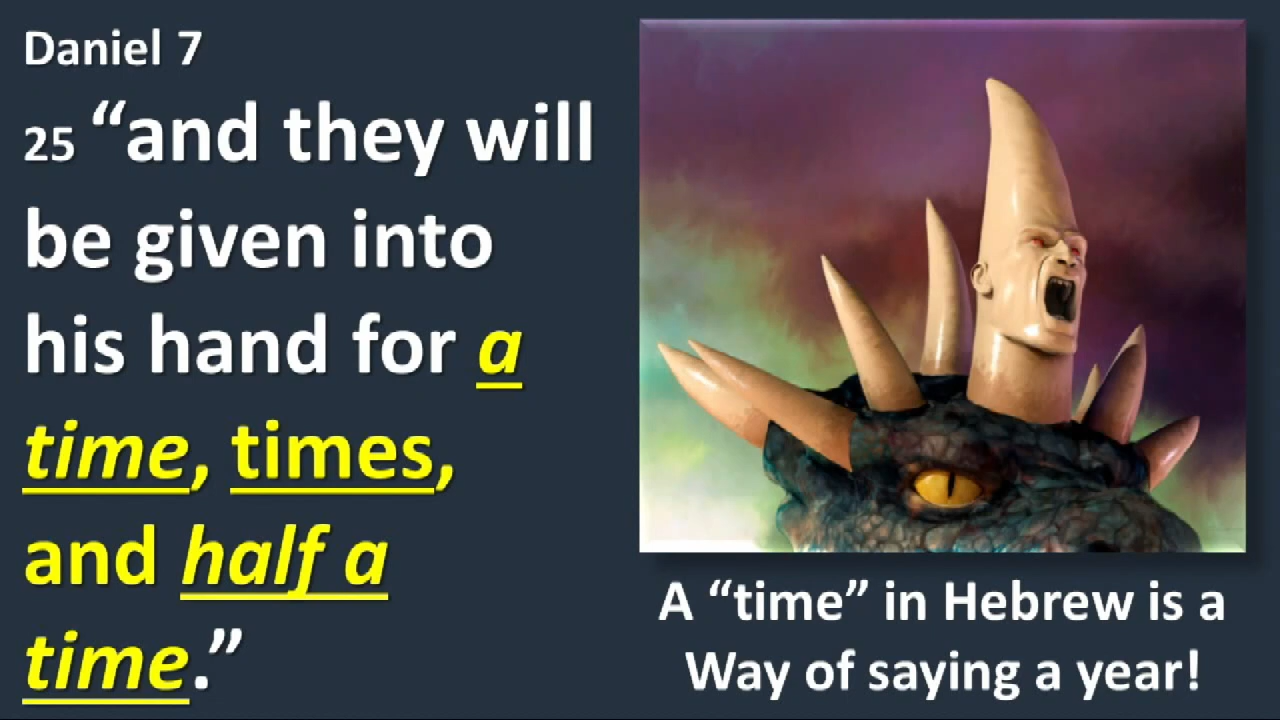 Daniel 7
25 “and they will
be given into
his hand for a
time, times,
and half a
time.”
A “time” in Hebrew is a
Way of saying a year!